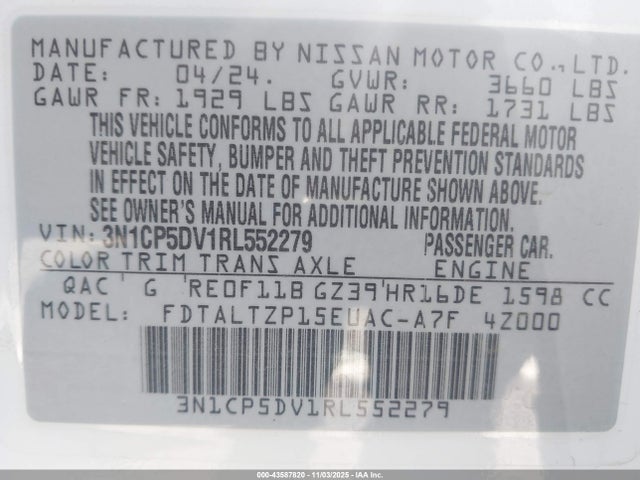 MANUFACTURED BY NISSAN MOTOR CO., LTD.
DATE: 04/24. GVWR: 3660 LBS
GAWR FR: 1929 LBS GAWR RR: 1731 LBS
THIS VEHICLE CONFORMS TO ALL APPLICABLE FEDERAL MOTOR
VEHICLE SAFETY, BUMPER AND THEFT PREVENTION STANDARDS
IN EFFECT ON THE DATE OF MANUFACTURE SHOWN ABOVE.
SEE OWNER'S MANUAL FOR ADDITIONAL INFORMATION.
VIN: 3N1CP5DV1RL552279 PASSENGER CAR.
COLOR TRIM TRANS AXLE ENGINE
QAC ' G ' RE0F11B GZ39 ' HR16DE 1598 CC
MODEL: FDTALTZP15EUAC-A7F 4Z000
3N1CP5DV1RL552279
000-43587820 - 11/03/2025 - IAAI.COM